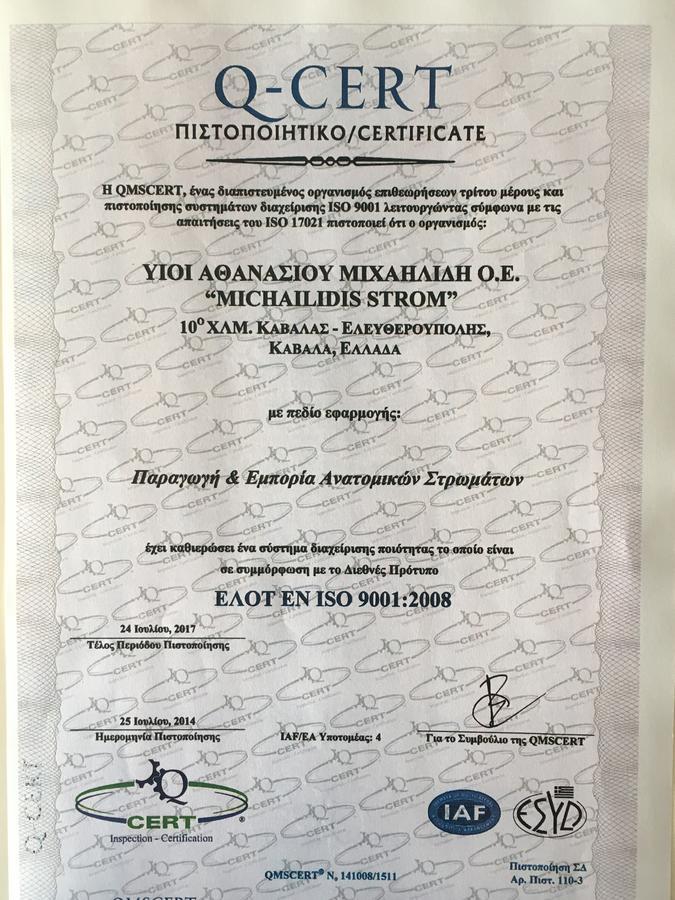 Q-CERT
ΠΙΣΤΟΠΟΙΗΤΙΚΟ/CERTIFICATE
Η QMSCERT, ένας διαπιστευμένος οργανισμός επιθεωρήσεων τρίτου μέρους και
πιστοποίησης συστημάτων διαχείρισης ISO 9001 λειτουργώντας σύμφωνα με τις
απαιτήσεις του ISO 17021 πιστοποιεί ότι ο οργανισμός:
ΥΙΟΙ ΑΘΑΝΑΣΙΟΥ ΜΙΧΑΗΛΙΔΗ Ο.Ε.
“MICHAILIDIS STROM”
10° ΧΛΜ. ΚΑΒΑΛΑΣ - ΕΛΕΥΘΕΡΟΥΠΟΛΗΣ,
ΚΑΒΑΛΑ, ΕΛΛΑΔΑ
με πεδίο εφαρμογής:
Παραγωγή & Εμπορία Ανατομικών Στρωμάτων
έχει καθιερώσει ένα σύστημα διαχείρισης ποιότητας το οποίο είναι
σε συμμόρφωση με το Διεθνές Πρότυπο
ΕΛΟΤ EN ISO 9001:2008
24 Ιουλίου, 2017
Τέλος Περιόδου Πιστοποίησης
25 Ιουλίου, 2014
Ημερομηνία Πιστοποίησης
IAF/EA Υποτομέας: 4
Για το Συμβούλιο της QMSCERT
Q
CERT
®
Inspection - Certification
IAF
ΕΣΥΔ
QMSCERT® N, 141008/1511
Πιστοποίηση ΣΔ
Αρ. Πιστ. 110-3
Q CERT